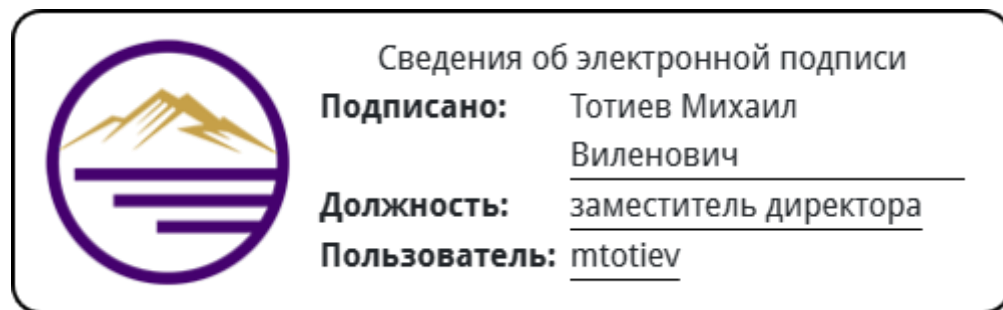 Сведения об электронной подписи
Подписано: Тотиев Михаил
Виленович
Должность: заместитель директора
Пользователь: mtotiev